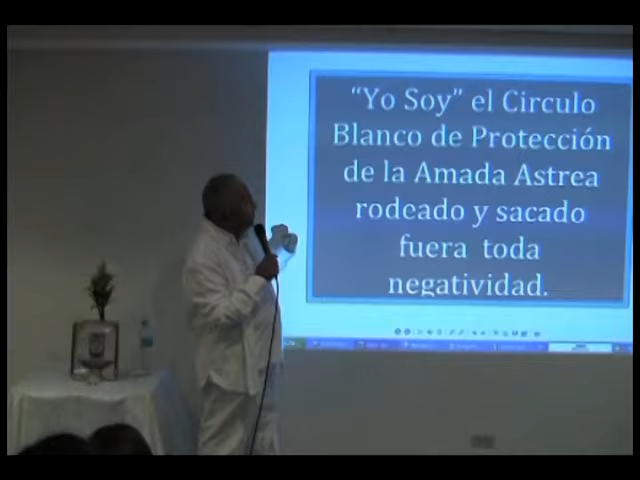 “Yo Soy” el Circulo
Blanco de Protección
de la Amada Astrea
rodeado y sacado
fuera toda
negatividad.